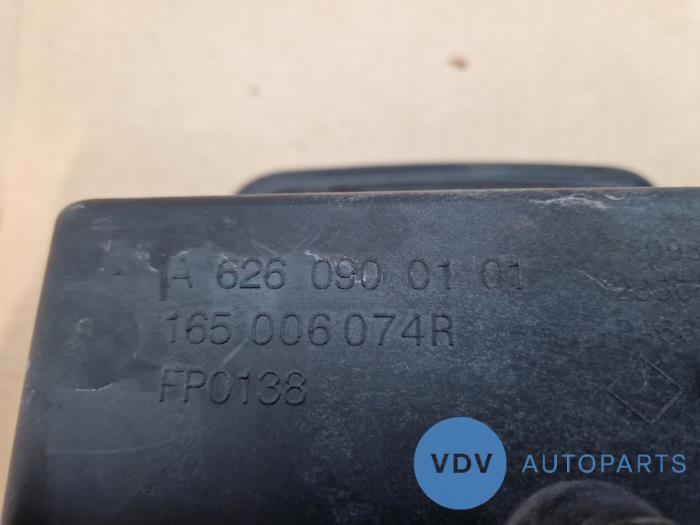 A 626 090 01 01
165 006 074R
FP0138
VDV AUTOPARTS